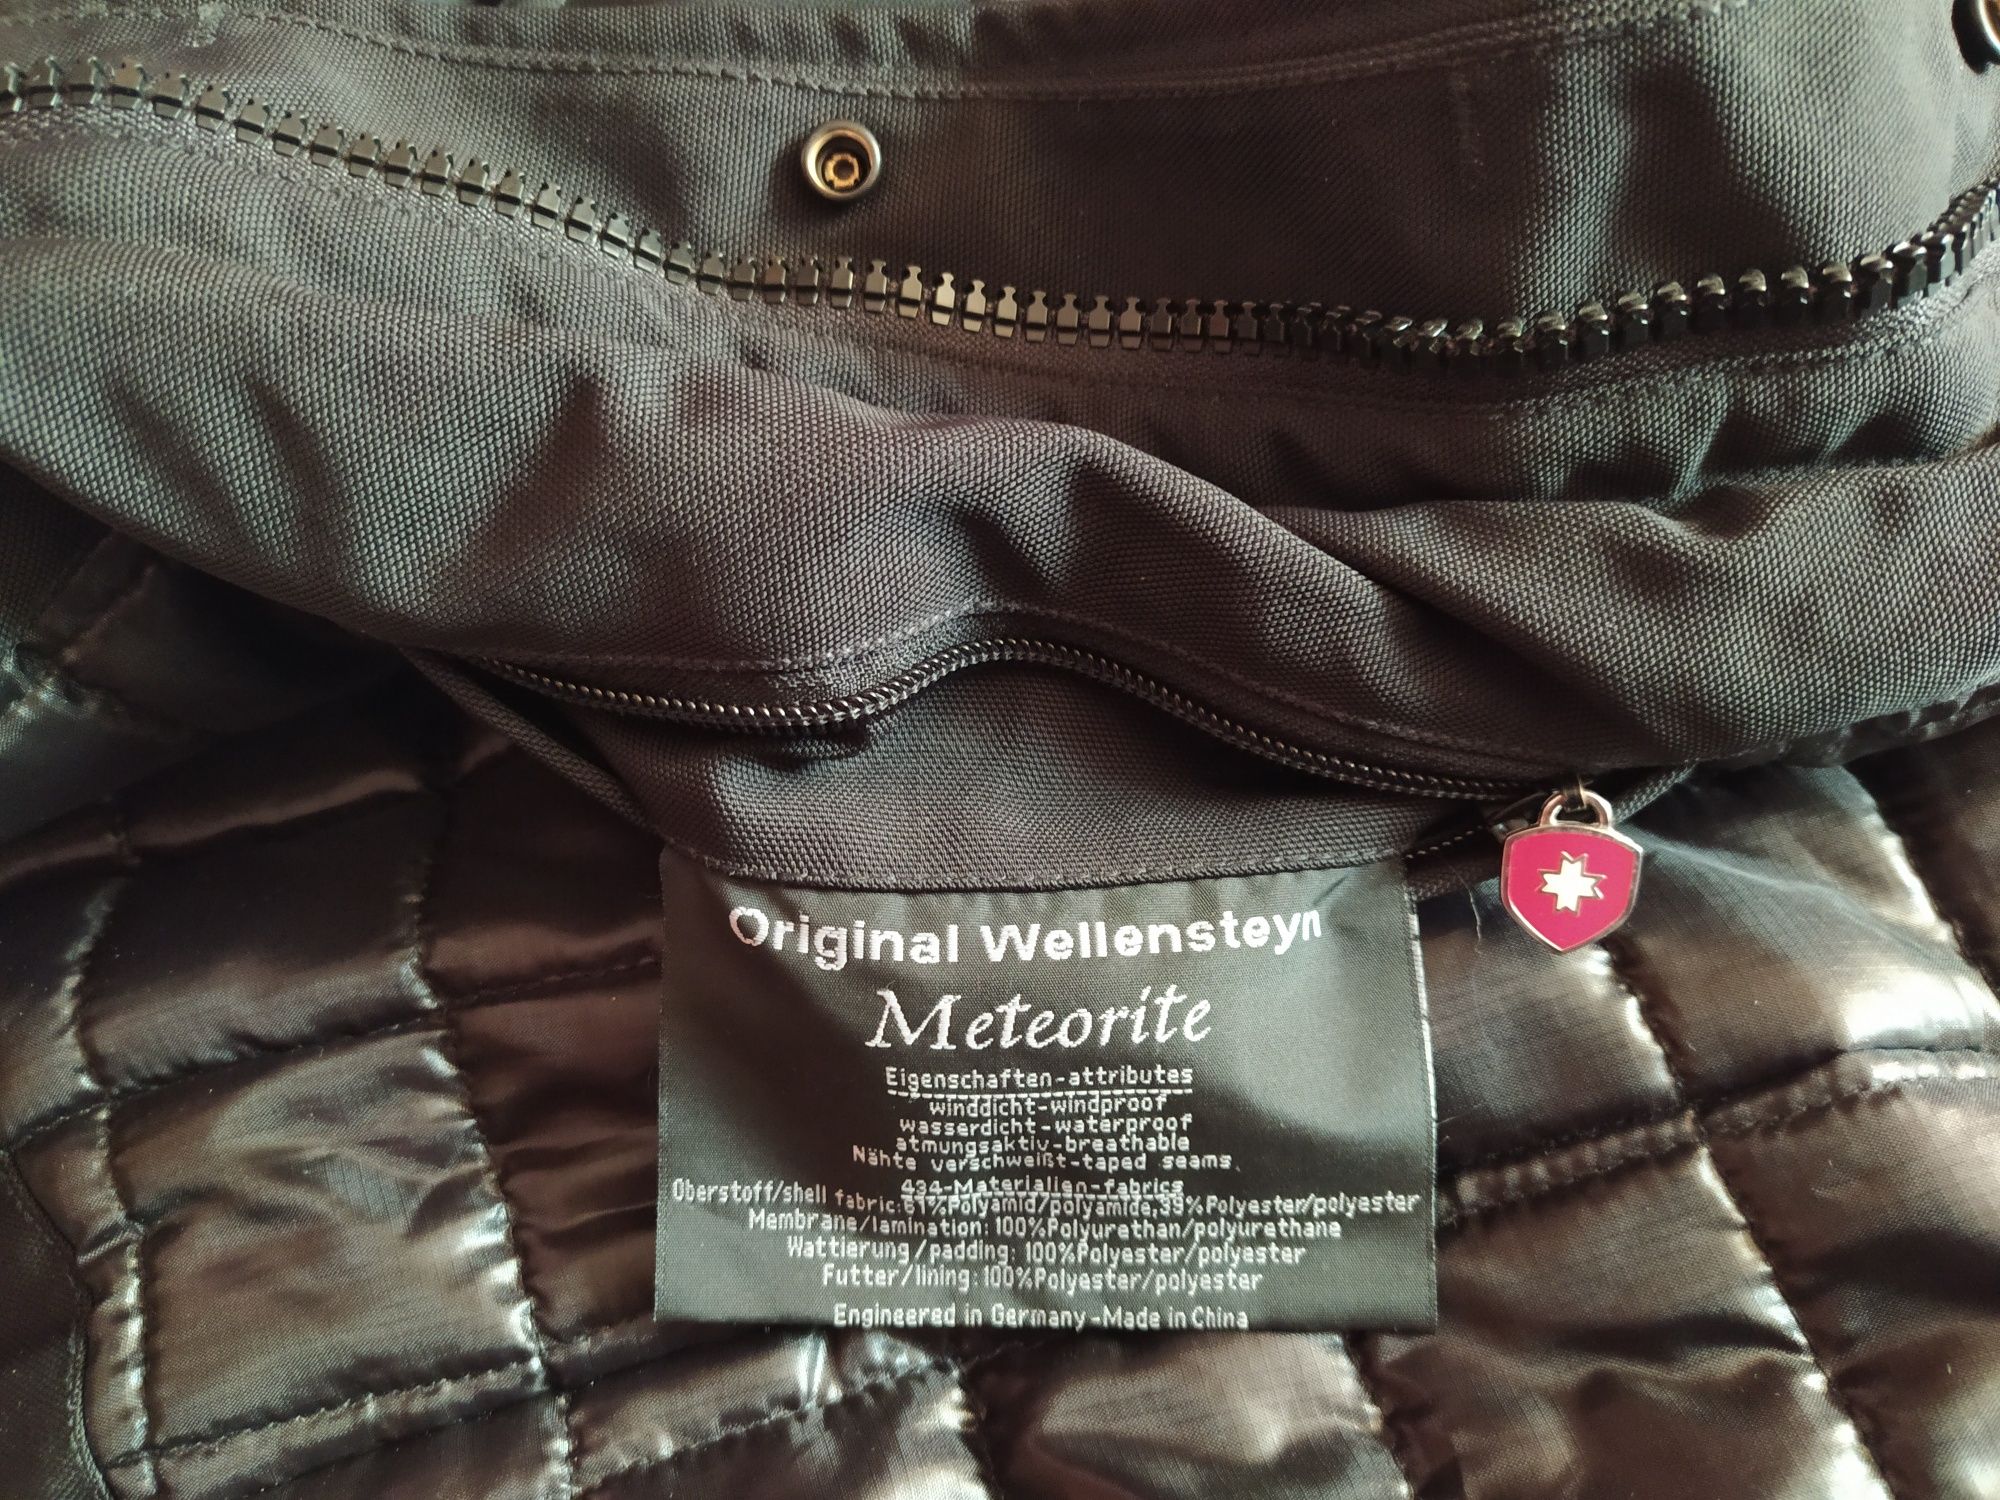 Original Wellensteyn
Meteorite
Eigenschaften-attributes
winddicht-windproof
wasserdicht-waterproof
atmungsaktiv-breathable
Nähte verschweißt-taped seams
434-Materialien-fabrics
Oberstoff/shell fabric:61%Polyamid/polyamide,39%Polyester/polyester
Membrane/lamination:100%Polyurethan/polyurethane
Wattierung/padding:100%Polyester/polyester
Futter/lining:100%Polyester/polyester
Engineered in Germany-Made in China